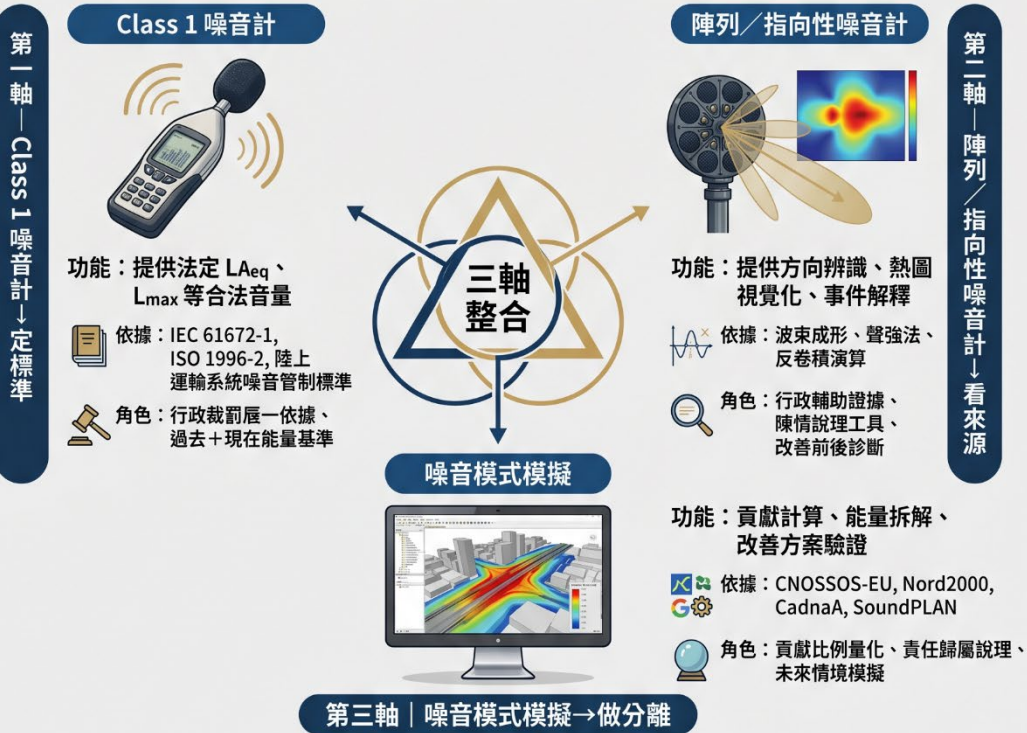 第一軸—Class 1 噪音計→定標準
Class 1 噪音計
功能：提供法定 LAeq、
Lmax 等合法音量
依據：IEC 61672-1,
ISO 1996-2, 陸上
運輸系統噪音管制標準
角色：行政裁罰唇一依據、
過去＋現在能量基準
三軸
整合
陣列／指向性噪音計
第二軸—陣列／指向性噪音計→看來源
功能：提供方向辨識、熱圖
視覺化、事件解釋
依據：波束成形、聲強法、
反卷積演算
角色：行政輔助證據、
陳情說理工具、
改善前後診斷
噪音模式模擬
功能：貢獻計算、能量拆解、
改善方案驗證
依據：CNOSSOS-EU, Nord2000,
CadnaA, SoundPLAN
角色：貢獻比例量化、責任歸屬說理、
未來情境模擬
第三軸｜噪音模式模擬→做分離